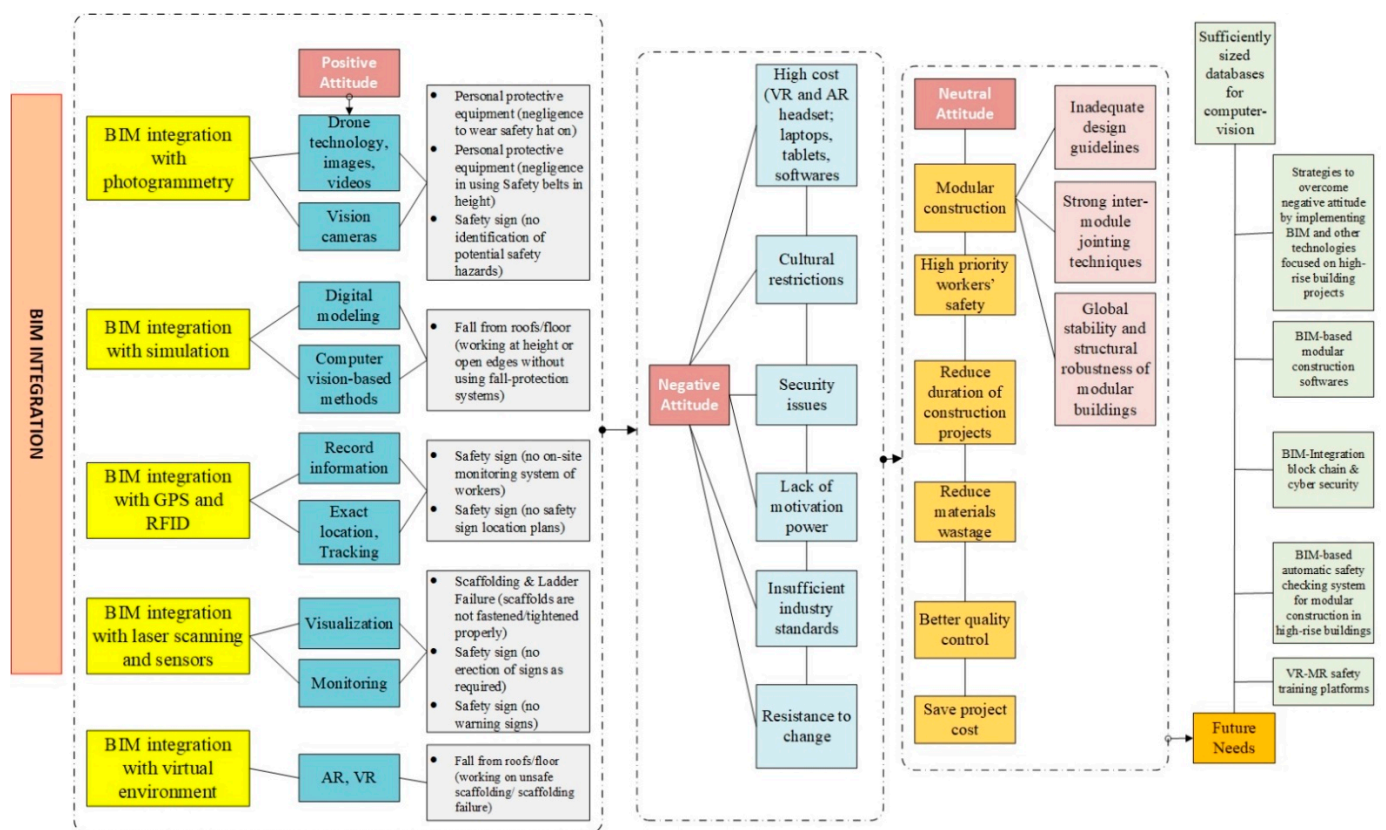 BIM INTEGRATION
BIM integration
with
photogrammetry
BIM integration
with simulation
BIM integration
with GPS and
RFID
BIM integration
with laser scanning
and sensors
BIM integration
with virtual
environment
Positive
Attitude
Drone
technology,
images,
videos
Vision
cameras
Digital
modeling
Computer
vision-based
methods
Record
information
Exact
location,
Tracking
Visualization
Monitoring
AR, VR
• Personal protective
equipment (negligence
to wear safety hat on)
• Personal protective
equipment (negligence
in using Safety belts in
height)
• Safety sign (no
identification of
potential safety
hazards)
• Fall from roofs/floor
(working at height or
open edges without
using fall-protection
systems)
• Safety sign (no on-site
monitoring system of
workers)
• Safety sign (no safety
sign location plans)
• Scaffolding & Ladder
Failure (scaffolds are
not fastened/tightened
properly)
• Safety sign (no
erection of signs as
required)
• Safety sign (no
warning signs)
• Fall from roofs/floor
(working on unsafe
scaffolding/ scaffolding
failure)
Negative
Attitude
High cost
(VR and AR
headset;
laptops,
tablets,
softwares
Cultural
restrictions
Security
issues
Lack of
motivation
power
Insufficient
industry
standards
Resistance to
change
Neutral
Attitude
Modular
construction
High priority
workers’
safety
Reduce
duration of
construction
projects
Reduce
materials
wastage
Better quality
control
Save project
cost
Inadequate
design
guidelines
Strong inter-
module
jointing
techniques
Global
stability and
structural
robustness of
modular
buildings
Sufficiently
sized
databases
for
computer-
vision
Strategies to
overcome
negative attitude
by implementing
BIM and other
technologies
focused on high-
rise building
projects
BIM-based
modular
construction
softwares
BIM-Integration
block chain &
cyber security
BIM-based
automatic safety
checking system
for modular
construction in
high-rise buildings
VR-MR safety
training platforms
Future
Needs